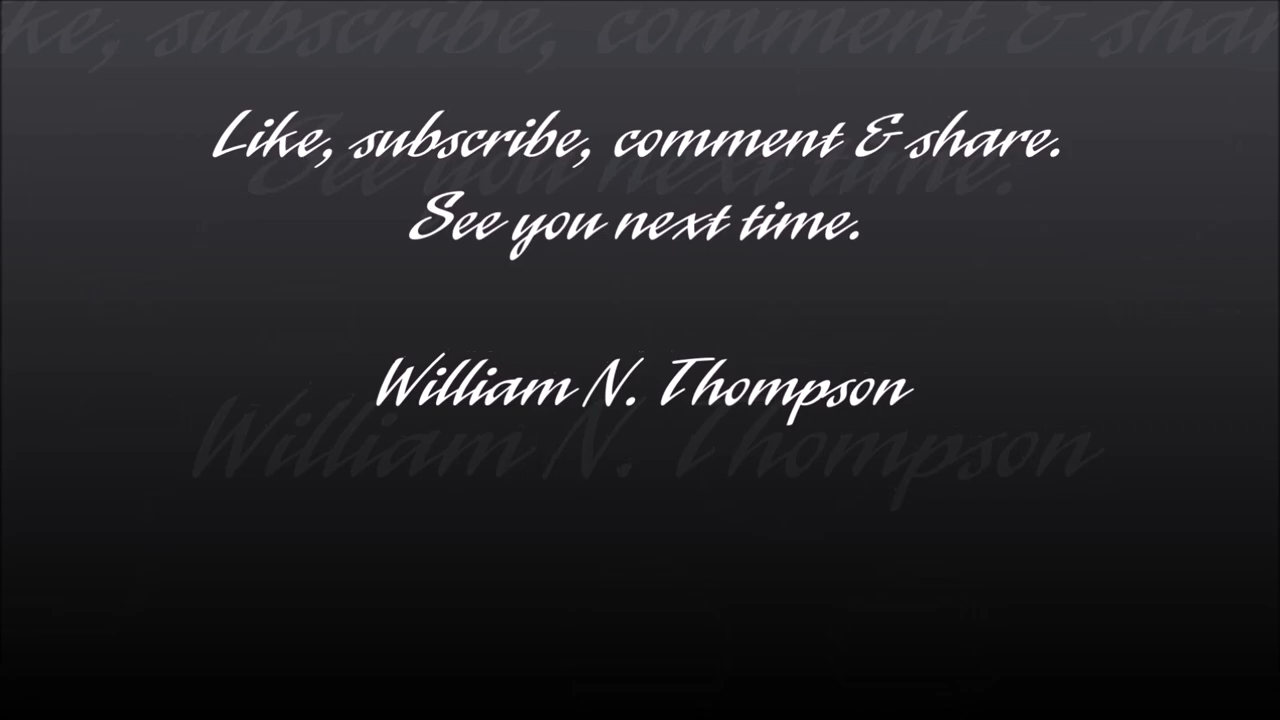 Like, subscribe, comment & share.
See you next time.
William N. Thompson